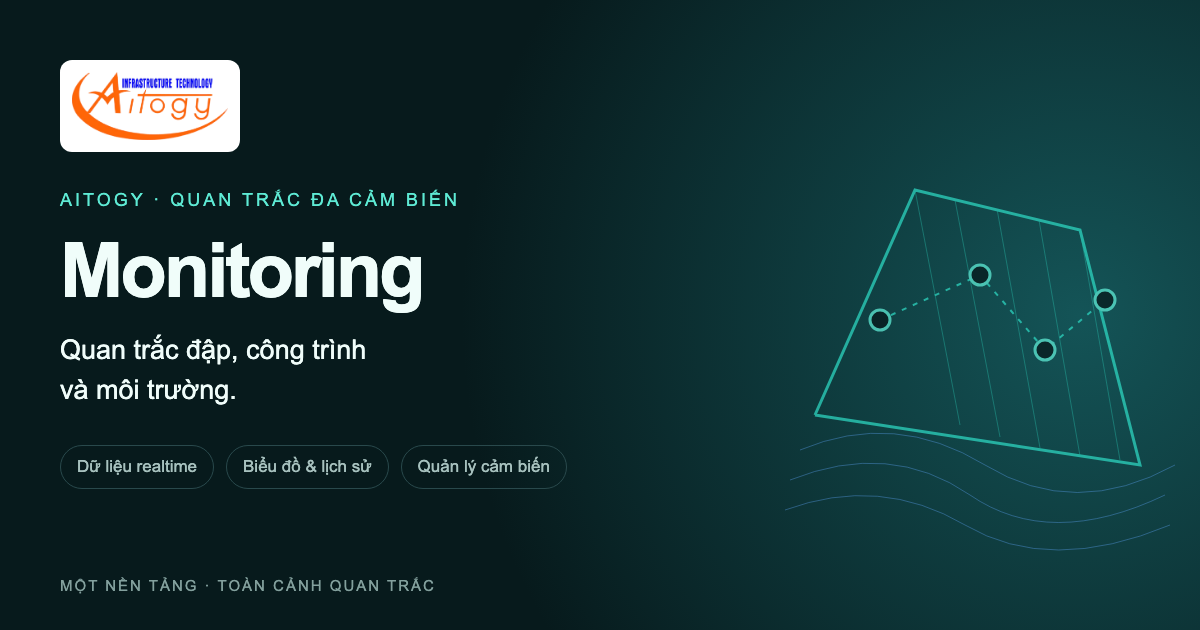 INFRASTRUCTURE TECHNOLOGY
Aitogy
AITOGY · QUAN TRẮC ĐA CẢM BIẾN
Monitoring
Quan trắc đập, công trình
và môi trường.
Dữ liệu realtime
Biểu đồ & lịch sử
Quản lý cảm biến
MỘT NỀN TẢNG · TOÀN CẢNH QUAN TRẮC